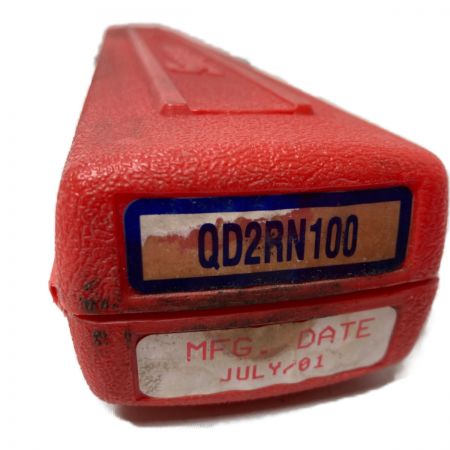 QD2RN100
MFG. DATE
JULY/01